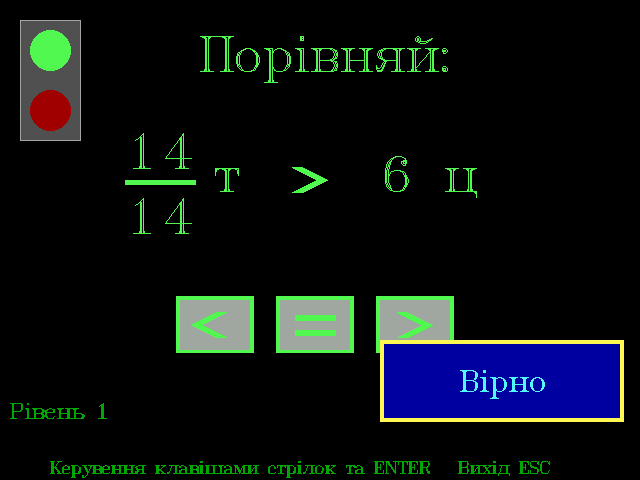 Порівняй:
14
т > 6 ц
14
< = >
Вірно
Рівень 1
Керування клавішами стрілок та ENTER Вихід ESC